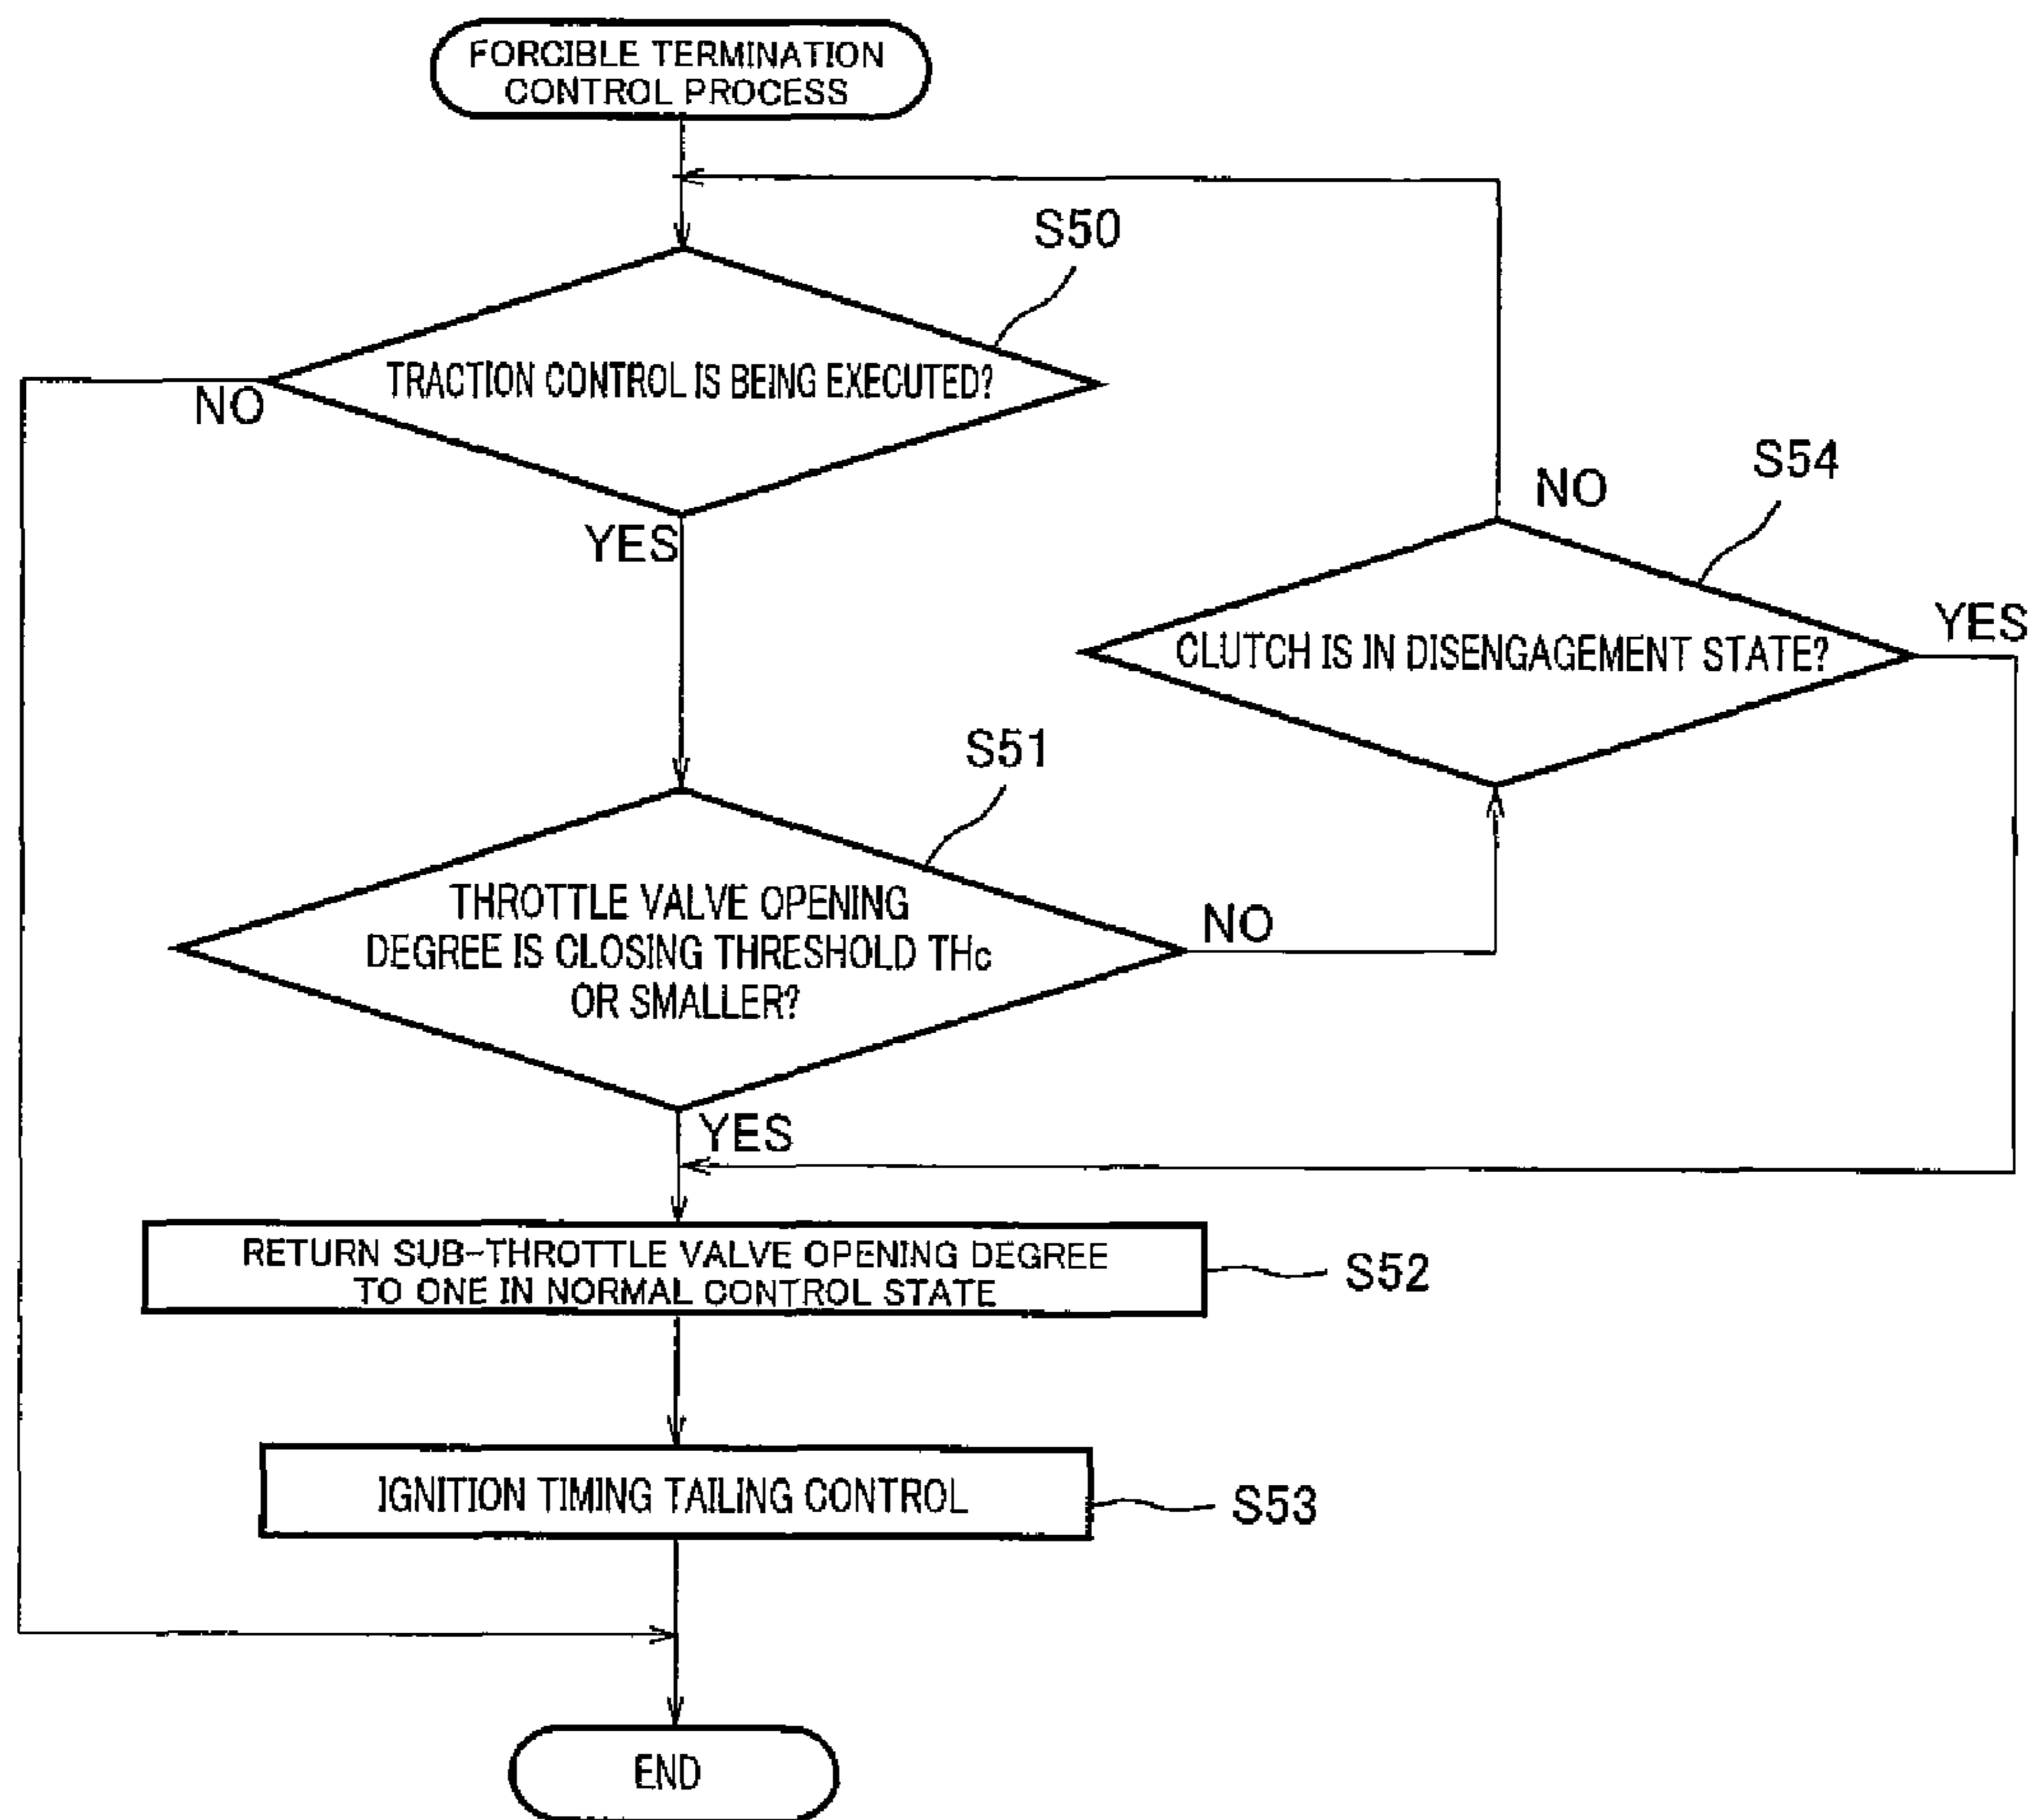 FORCIBLE TERMINATION
CONTROL PROCESS
S50
TRACTION CONTROL IS BEING EXECUTED?
NO
YES
S54
NO
CLUTCH IS IN DISENGAGEMENT STATE?
YES
S51
THROTTLE VALVE OPENING
DEGREE IS CLOSING THRESHOLD THc
OR SMALLER?
NO
YES
RETURN SUB-THROTTLE VALVE OPENING DEGREE
TO ONE IN NORMAL CONTROL STATE
S52
IGNITION TIMING TAILING CONTROL
S53
END